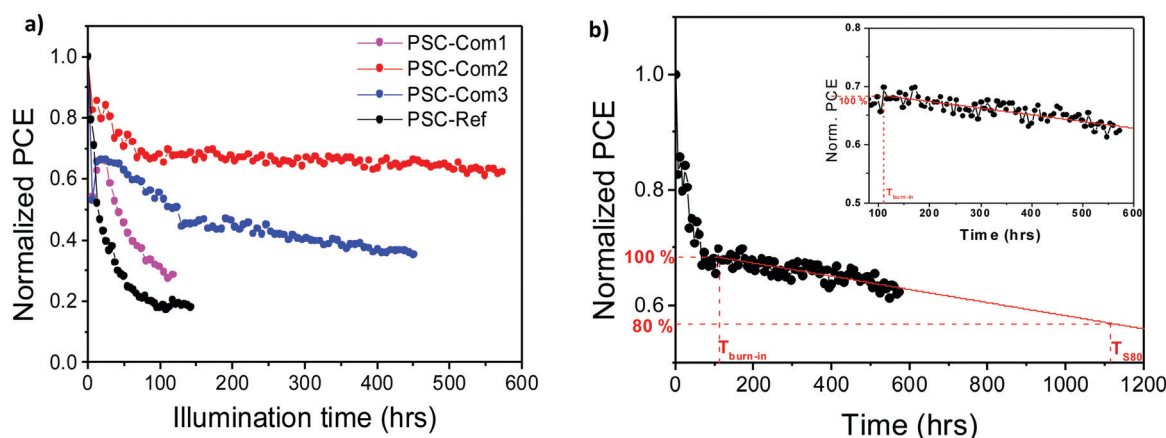 a)
Normalized PCE
1.0
0.8
0.6
0.4
0.2
0.0
PSC-Com1
PSC-Com2
PSC-Com3
PSC-Ref
0 100 200 300 400 500 600
Illumination time (hrs)
b)
Normalized PCE
1.0
0.8
0.6
100 %
80 %
T burn-in
T S80
0 200 400 600 800 1000 1200
Time (hrs)
Norm. PCE
0.8
0.7
0.6
0.5
100 %
T burn-in
100 200 300 400 500 600
Time (hrs)